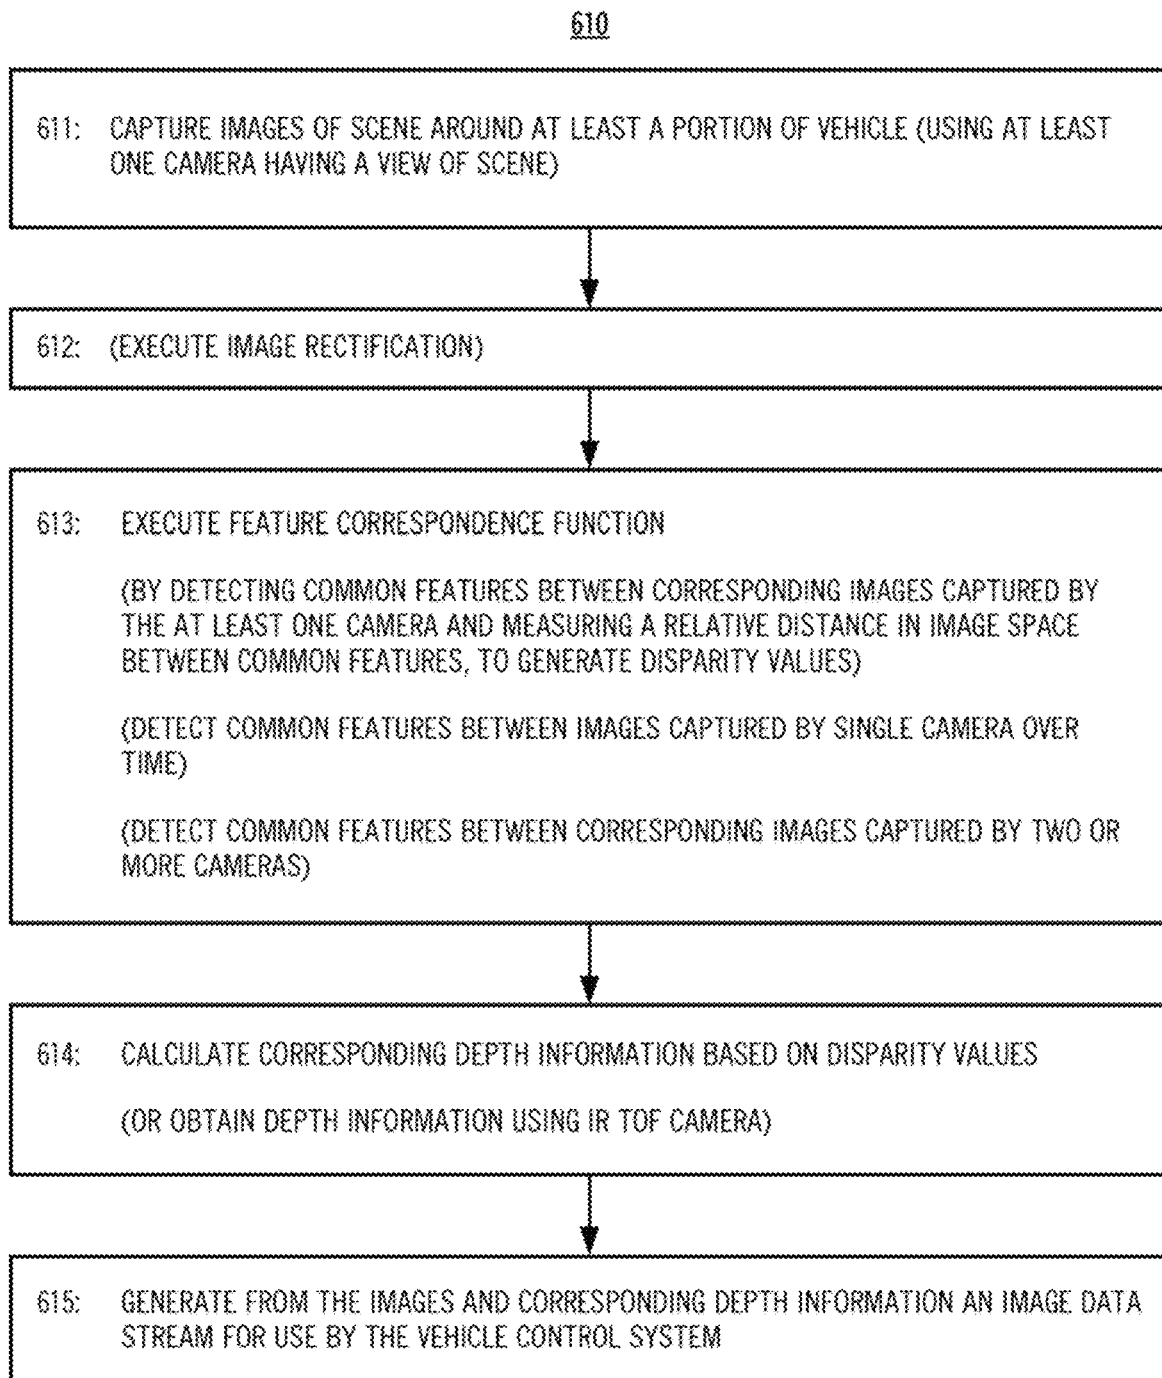 610
611: CAPTURE IMAGES OF SCENE AROUND AT LEAST A PORTION OF VEHICLE (USING AT LEAST
ONE CAMERA HAVING A VIEW OF SCENE)
612: (EXECUTE IMAGE RECTIFICATION)
613: EXECUTE FEATURE CORRESPONDENCE FUNCTION
(BY DETECTING COMMON FEATURES BETWEEN CORRESPONDING IMAGES CAPTURED BY
THE AT LEAST ONE CAMERA AND MEASURING A RELATIVE DISTANCE IN IMAGE SPACE
BETWEEN COMMON FEATURES, TO GENERATE DISPARITY VALUES)
(DETECT COMMON FEATURES BETWEEN IMAGES CAPTURED BY SINGLE CAMERA OVER
TIME)
(DETECT COMMON FEATURES BETWEEN CORRESPONDING IMAGES CAPTURED BY TWO OR
MORE CAMERAS)
614: CALCULATE CORRESPONDING DEPTH INFORMATION BASED ON DISPARITY VALUES
(OR OBTAIN DEPTH INFORMATION USING IR TOF CAMERA)
615: GENERATE FROM THE IMAGES AND CORRESPONDING DEPTH INFORMATION AN IMAGE DATA
STREAM FOR USE BY THE VEHICLE CONTROL SYSTEM